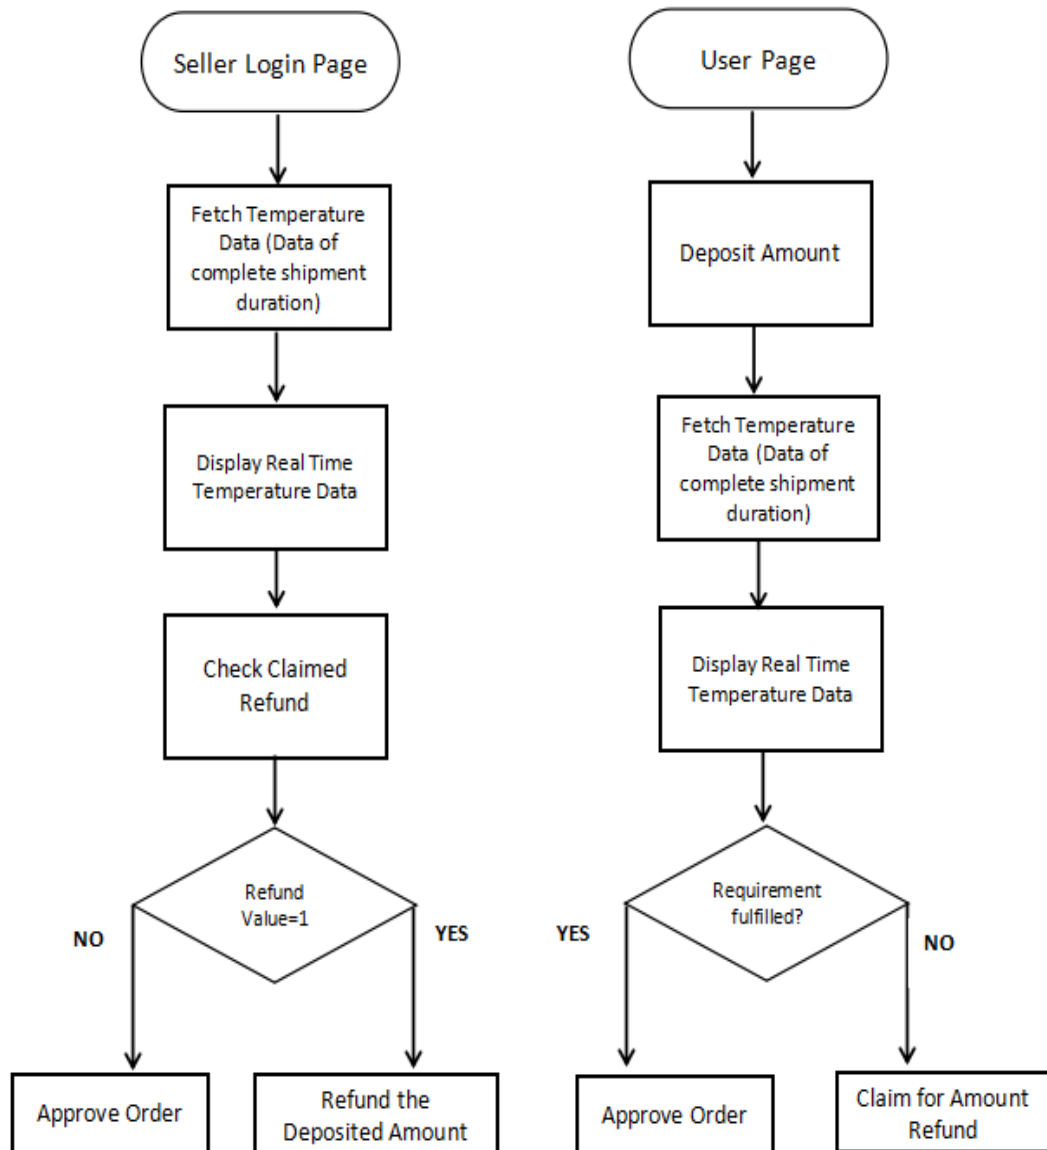 Seller Login Page
Fetch Temperature
Data (Data of
complete shipment
duration)
Display Real Time
Temperature Data
Check Claimed
Refund
Refund
Value=1
NO
YES
Approve Order
Refund the
Deposited Amount
User Page
Deposit Amount
Fetch Temperature
Data (Data of
complete shipment
duration)
Display Real Time
Temperature Data
Requirement
fulfilled?
YES
NO
Approve Order
Claim for Amount
Refund